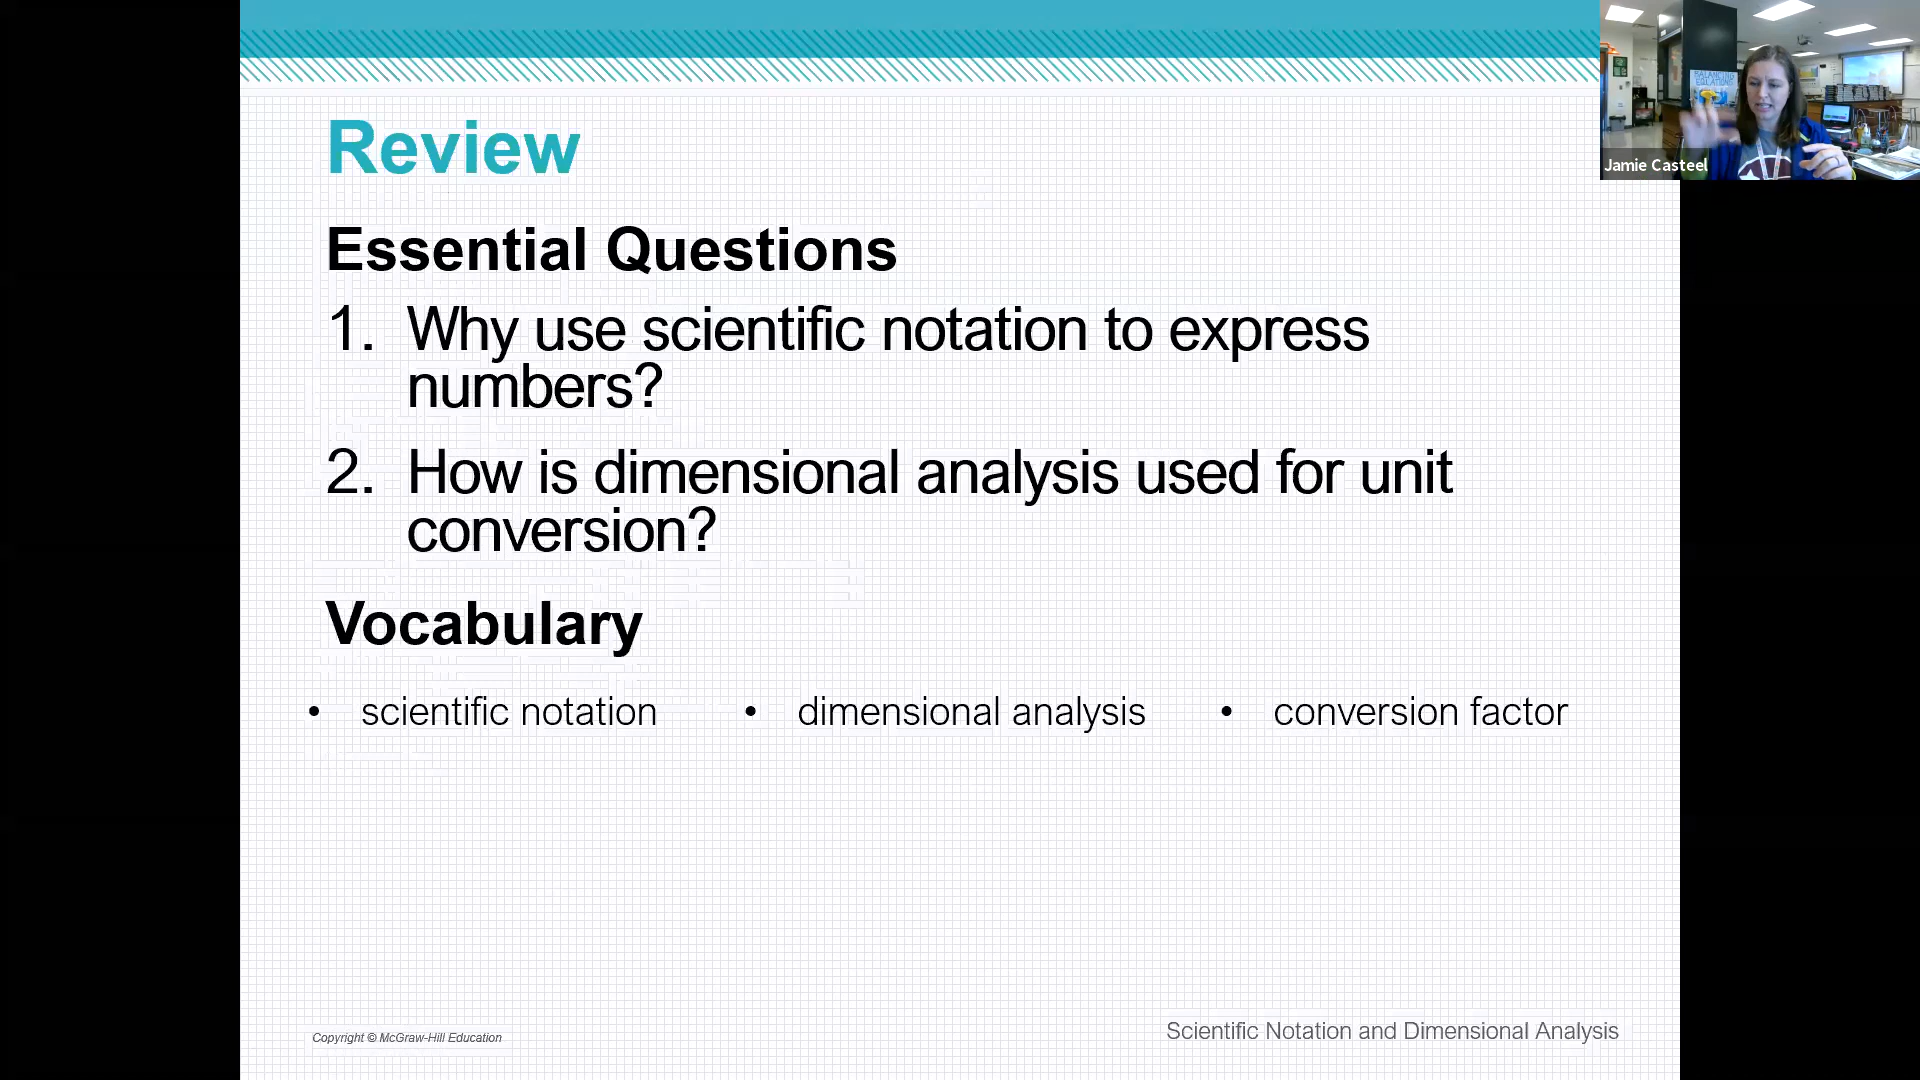 Review
Essential Questions
1. Why use scientific notation to express
numbers?
2. How is dimensional analysis used for unit
conversion?
Vocabulary
• scientific notation • dimensional analysis • conversion factor
Copyright © McGraw-Hill Education
Scientific Notation and Dimensional Analysis
BALANCING
EQUATIONS
Jamie Casteel